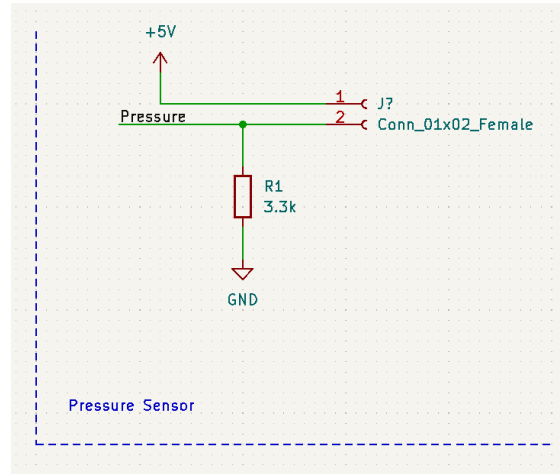 +5V
1
J?
Pressure
2
Conn_01x02_Female
R1
3.3k
GND
Pressure Sensor